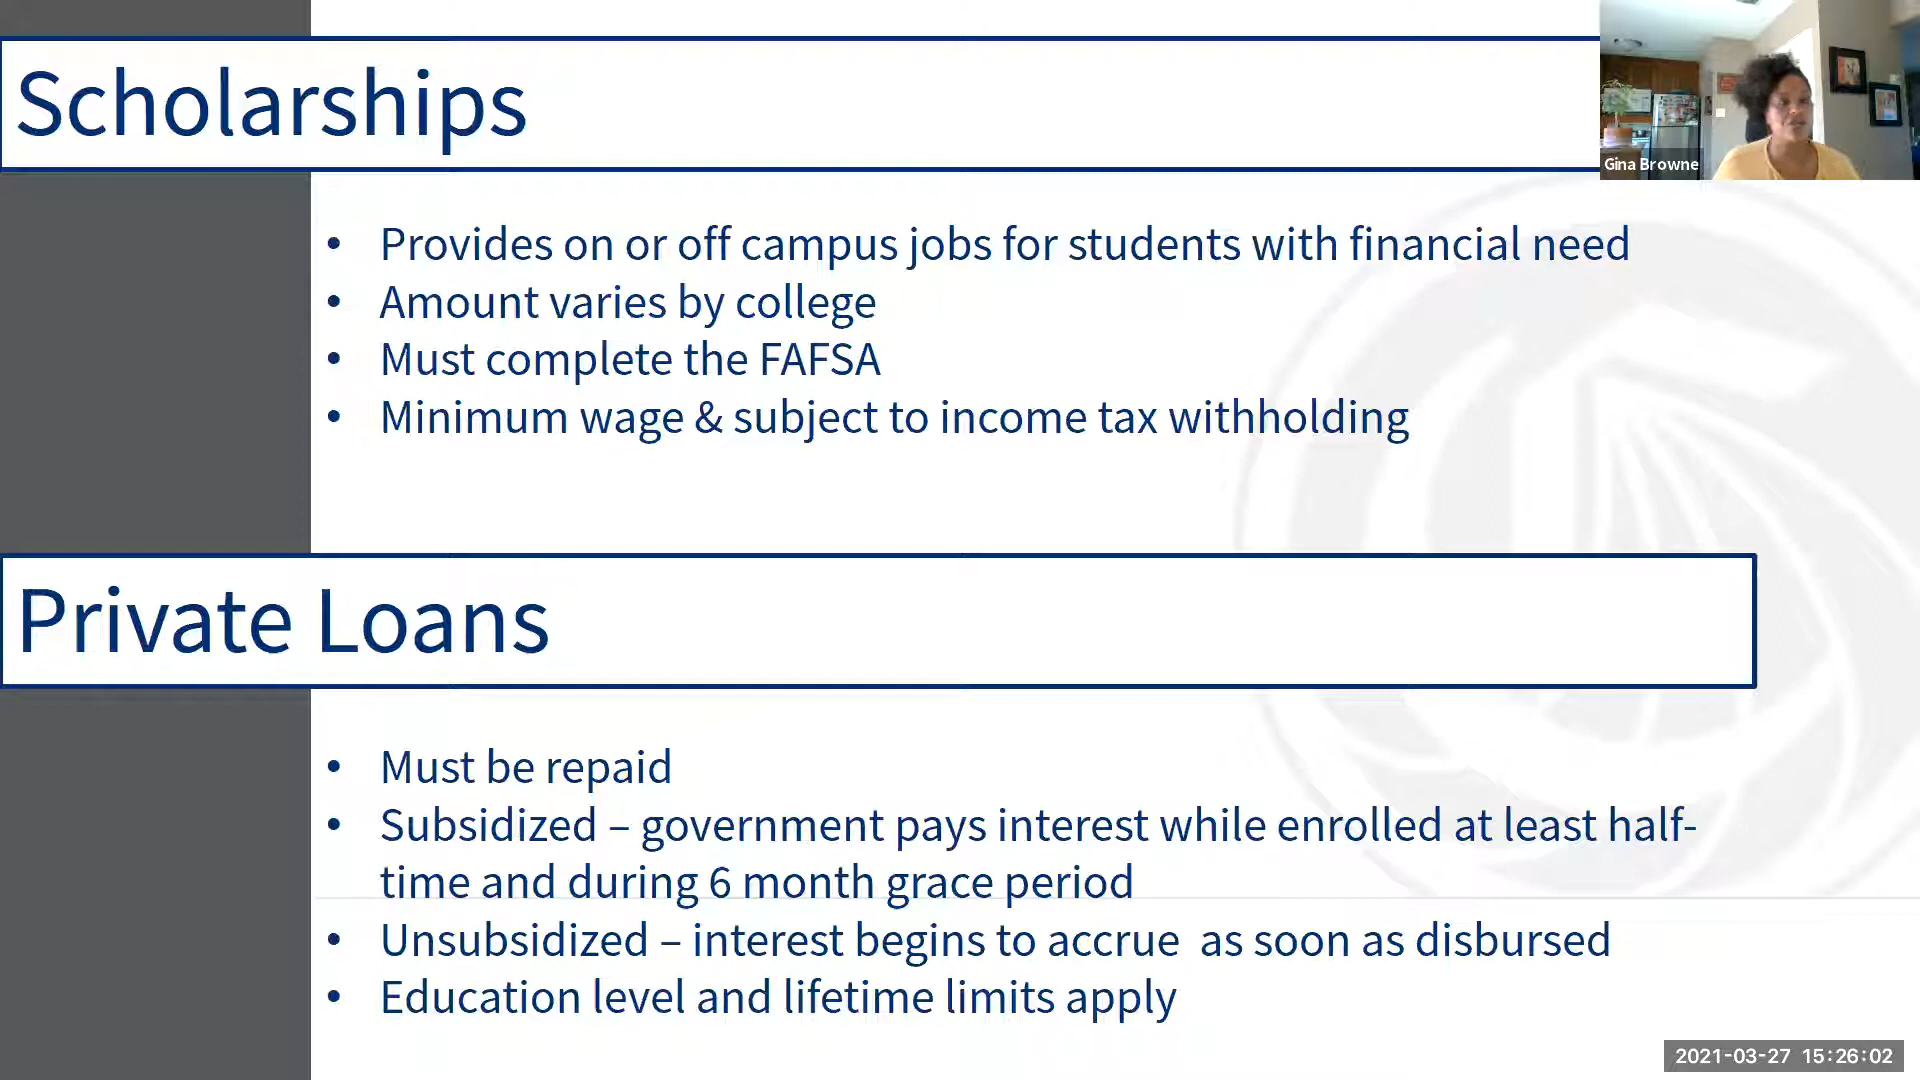 Scholarships
Gina Browne
• Provides on or off campus jobs for students with financial need
• Amount varies by college
• Must complete the FAFSA
• Minimum wage & subject to income tax withholding
Private Loans
• Must be repaid
• Subsidized – government pays interest while enrolled at least half-
time and during 6 month grace period
• Unsubsidized – interest begins to accrue  as soon as disbursed
• Education level and lifetime limits apply
2021-03-27 15:26:02